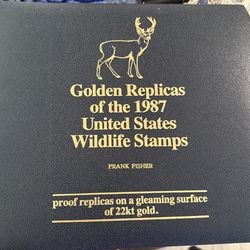 Golden Replicas
of the 1987
United States
Wildlife Stamps
FRANK FISHER
proof replicas on a gleaming surface
of 22kt gold.